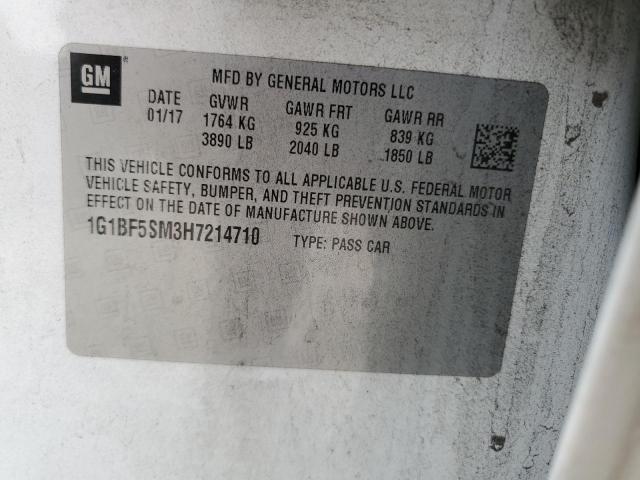 GM ®
MFD BY GENERAL MOTORS LLC
DATE GVWR GAWR FRT GAWR RR
01/17 1764 KG 925 KG 839 KG
3890 LB 2040 LB 1850 LB
THIS VEHICLE CONFORMS TO ALL APPLICABLE U.S. FEDERAL MOTOR
VEHICLE SAFETY, BUMPER, AND THEFT PREVENTION STANDARDS IN
EFFECT ON THE DATE OF MANUFACTURE SHOWN ABOVE.
1G1BF5SM3H7214710 TYPE: PASS CAR